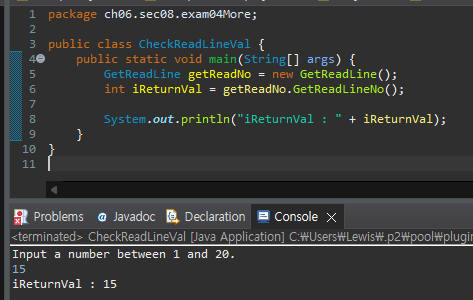 1 package ch06.sec08.exam04More;
2
3 public class CheckReadLineVal {
4 public static void main(String[] args) {
5 GetReadLine getReadNo = new GetReadLine();
6 int iReturnVal = getReadNo.GetReadLineNo();
7
8 System.out.println("iReturnVal : " + iReturnVal);
9 }
10 }
11
Problems @ Javadoc Declaration Console
<terminated> CheckReadLineVal [Java Application] C:₩Users₩Lewis₩.p2₩pool₩plugin
Input a number between 1 and 20.
15
iReturnVal : 15